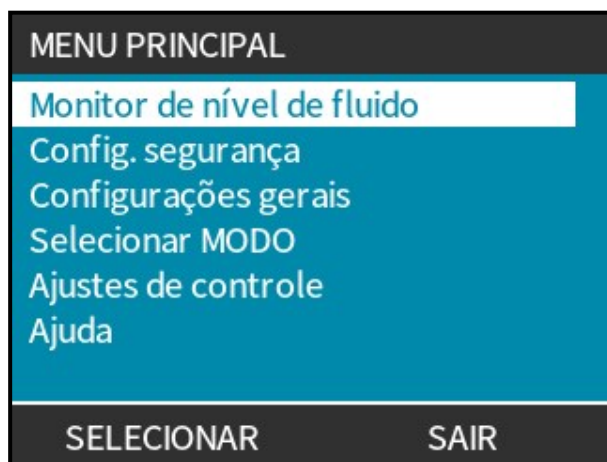 MENU PRINCIPAL
Monitor de nível de fluido
Config. segurança
Configurações gerais
Selecionar MODO
Ajustes de controle
Ajuda
SELECIONAR SAIR